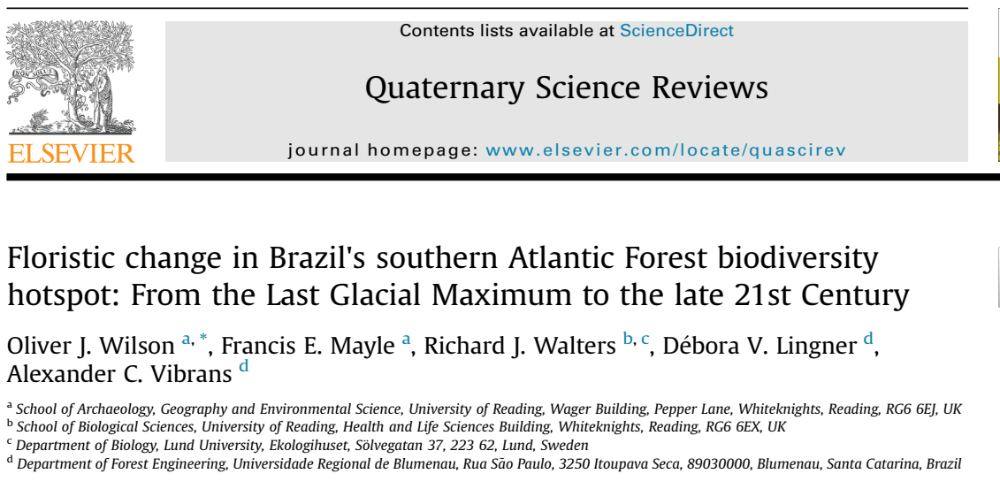 Contents lists available at ScienceDirect
Quaternary Science Reviews
journal homepage: www.elsevier.com/locate/quascirev
ELSEVIER
Floristic change in Brazil's southern Atlantic Forest biodiversity
hotspot: From the Last Glacial Maximum to the late 21st Century
Oliver J. Wilson a, *, Francis E. Mayle a, Richard J. Walters b, c, Débora V. Lingner d,
Alexander C. Vibrans d
a School of Archaeology, Geography and Environmental Science, University of Reading, Wager Building, Pepper Lane, Whiteknights, Reading, RG6 6EJ, UK
b School of Biological Sciences, University of Reading, Health and Life Sciences Building, Whiteknights, Reading, RG6 6EX, UK
c Department of Biology, Lund University, Ekologihuset, Sölvegatan 37, 223 62, Lund, Sweden
d Department of Forest Engineering, Universidade Regional de Blumenau, Rua São Paulo, 3250 Itoupava Seca, 89030000, Blumenau, Santa Catarina, Brazil